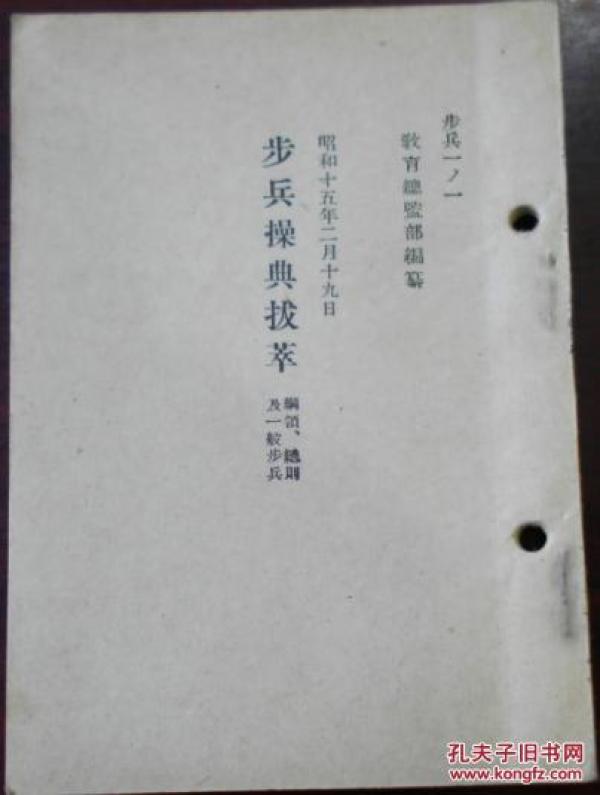 步兵一ノ一
教育總監部編纂
昭和十五年二月十九日
步兵操典拔萃
綱領、總則
及一般步兵
孔夫子旧书网
www.kongfz.com